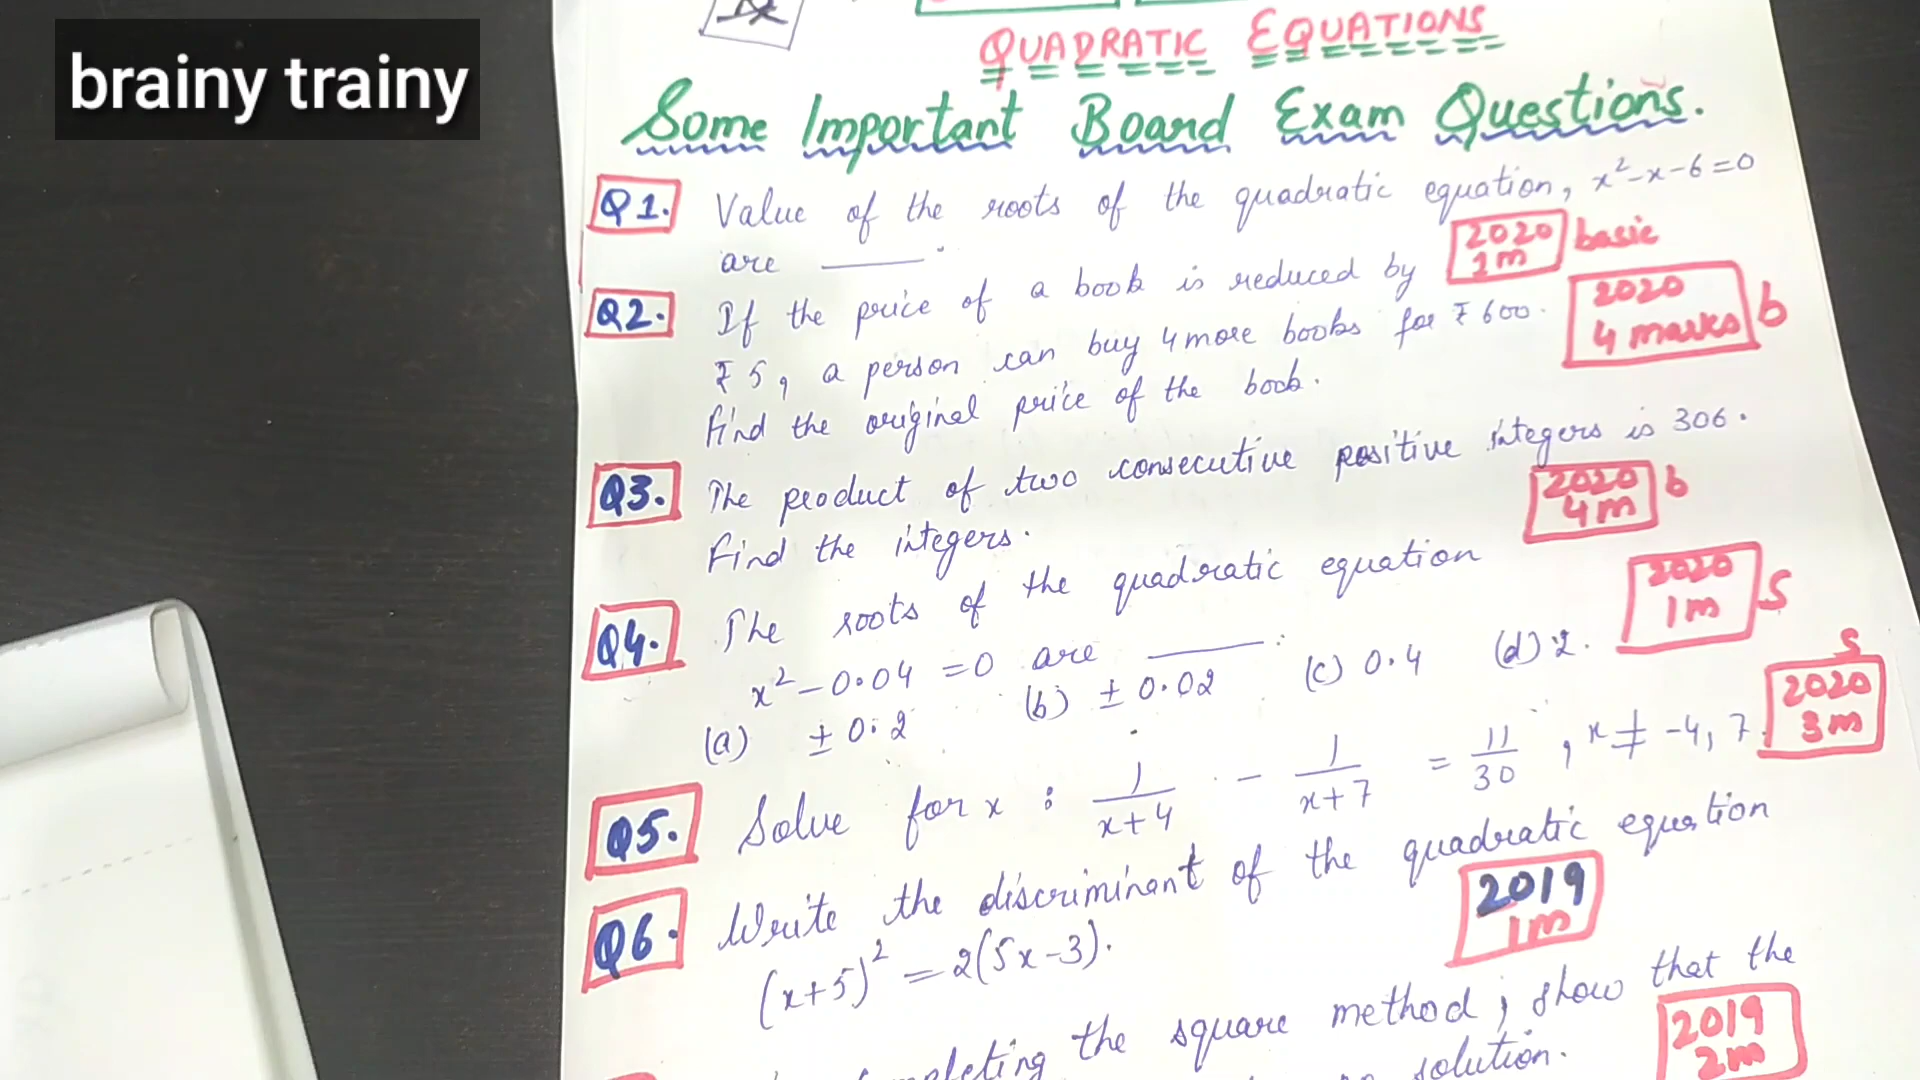 brainy trainy
QUADRATIC EQUATIONS
Some Important Board Exam Questions.
Q1. Value of the roots of the quadratic equation, x²-x-6=0
are ______.
2020 1m basic
Q2. If the price of a book is reduced by
₹5, a person can buy 4 more books for ₹600.
find the original price of the book.
2020 4 marks b
Q3. The product of two consecutive positive integers is 306.
Find the integers.
2020 4m b
Q4. The roots of the quadratic equation
x²-0.04=0 are ______.
(a) ±0.2 (b) ±0.02 (c) 0.4 (d) 2.
2020 1m S
Q5. Solve for x : 1/(x+4) - 1/(x+7) = 11/30, x≠-4, 7.
S 2020 3m
Q6. Write the discriminant of the quadratic equation
(x+5)²=2(5x-3).
2019 1m
the square method, show that the
solution.
2019 2m